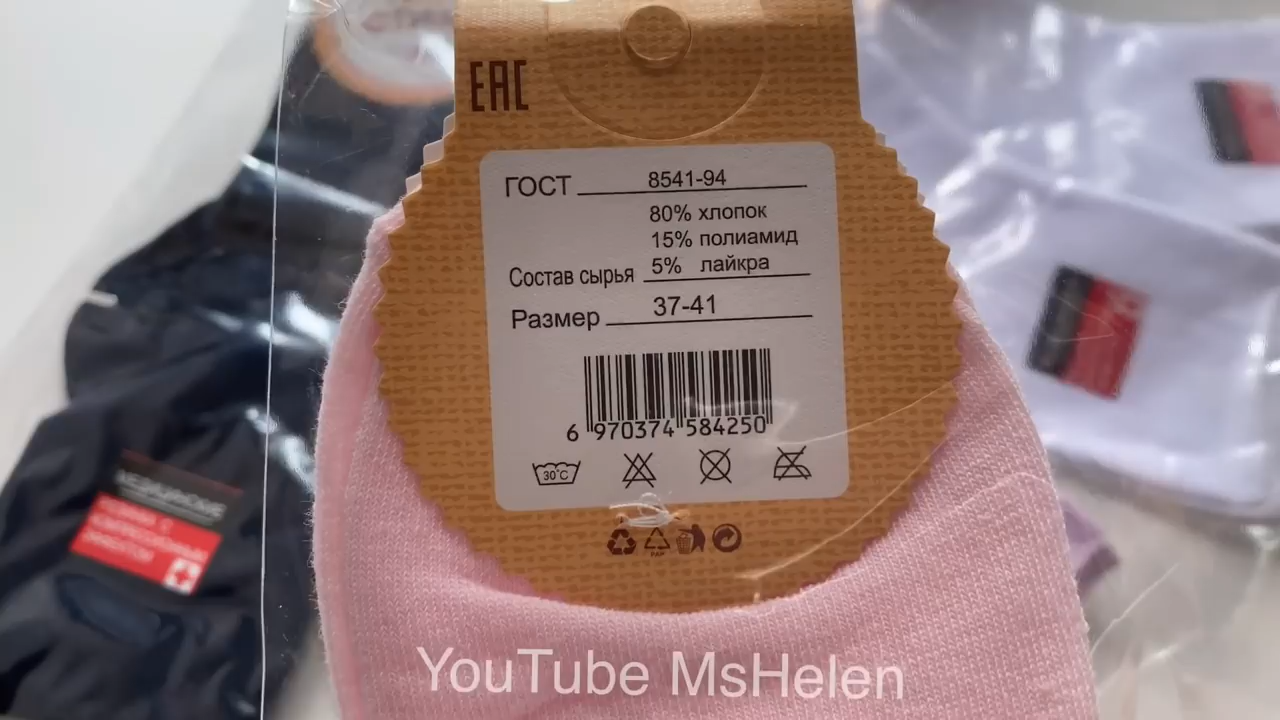 ЕАС
ГОСТ 8541-94
80% хлопок
15% полиамид
Состав сырья 5% лайкра
Размер 37-41
6 970374 584250
30°C
PAP
YouTube MsHelen